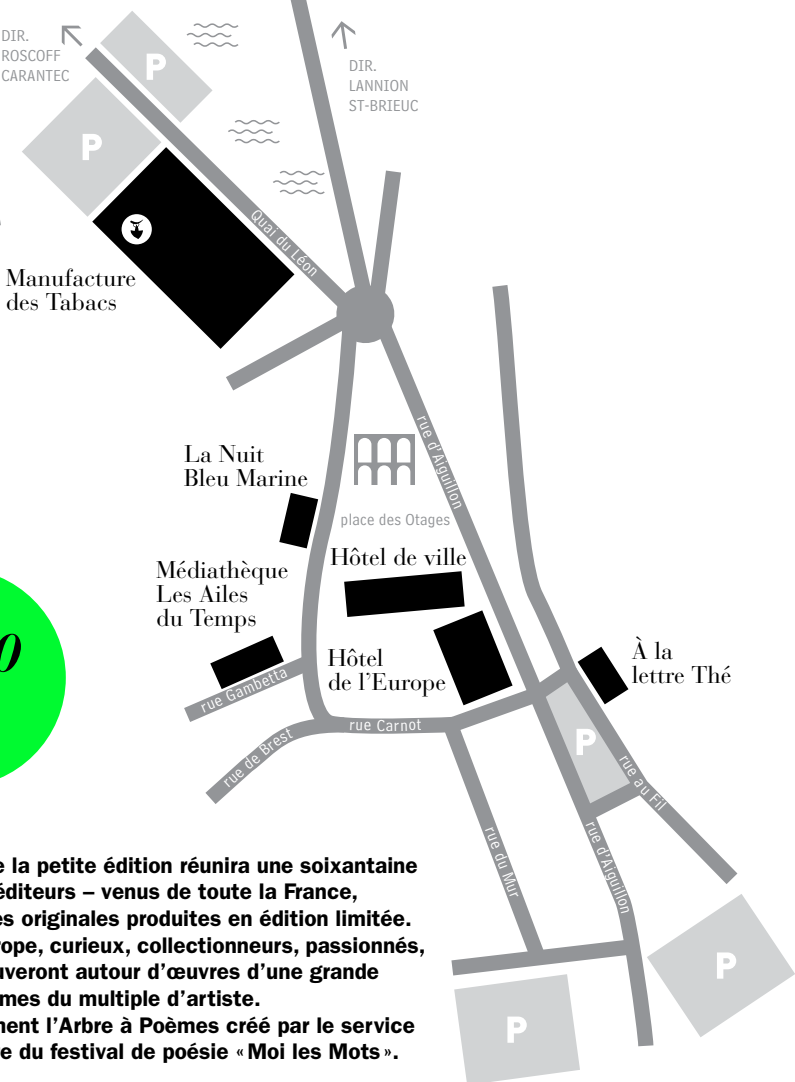 DIR.
ROSCOFF
CARANTEC
P
DIR.
LANNION
ST-BRIEUC
P
Quai du Léon
Manufacture
des Tabacs
rue d'Aiguillon
La Nuit
Bleu Marine
place des Otages
Hôtel de ville
Médiathèque
Les Ailes
du Temps
Hôtel
de l'Europe
À la
lettre Thé
rue Gambetta
rue Carnot
rue de Brest
P
rue au Fil
rue du Mur
rue d'Aiguillon
P
P
e la petite édition réunira une soixantaine
éditeurs – venus de toute la France,
es originales produites en édition limitée.
rope, curieux, collectionneurs, passionnés,
uveront autour d'œuvres d'une grande
mes du multiple d'artiste.
nent l'Arbre à Poèmes créé par le service
e du festival de poésie « Moi les Mots ».